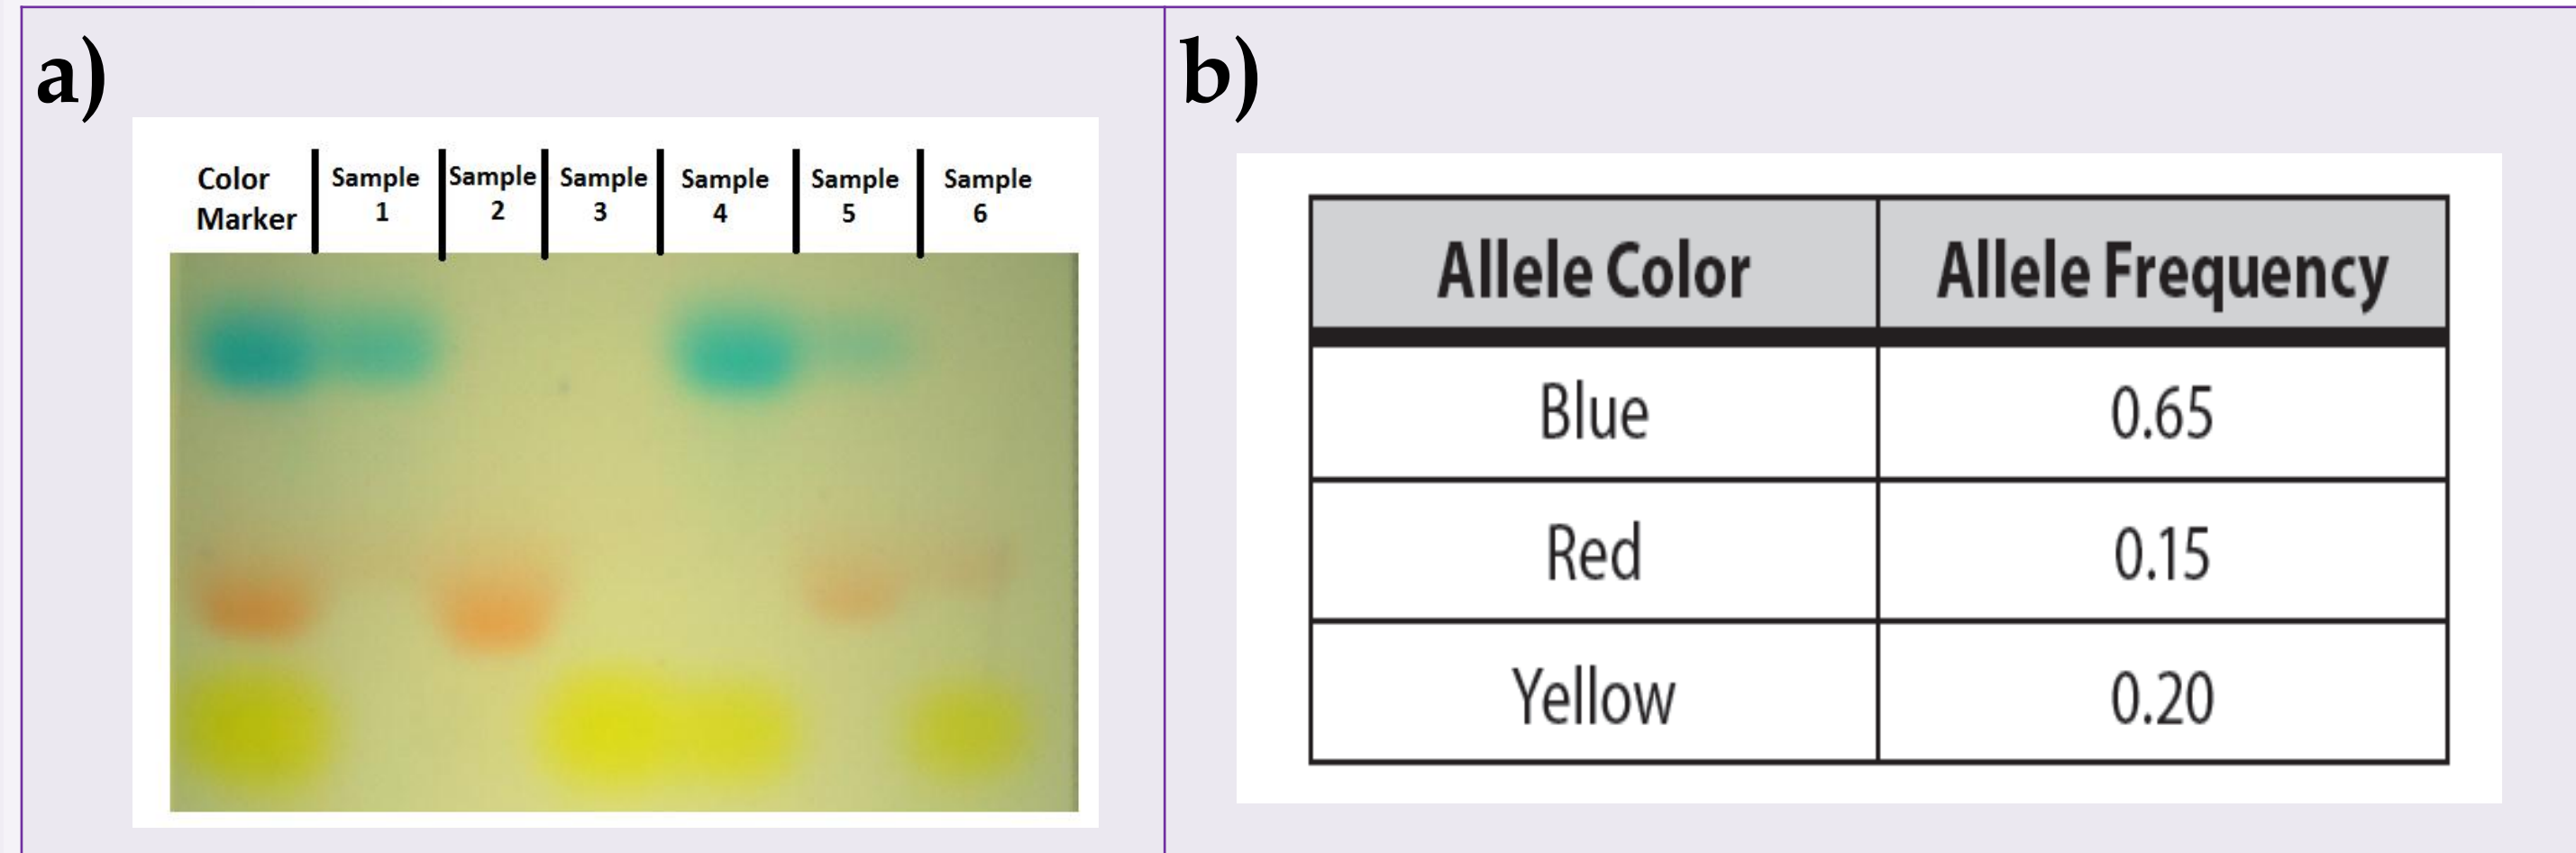 a)
Color
Marker
Sample
1
Sample
2
Sample
3
Sample
4
Sample
5
Sample
6
b)
Allele Color Allele Frequency
Blue 0.65
Red 0.15
Yellow 0.20